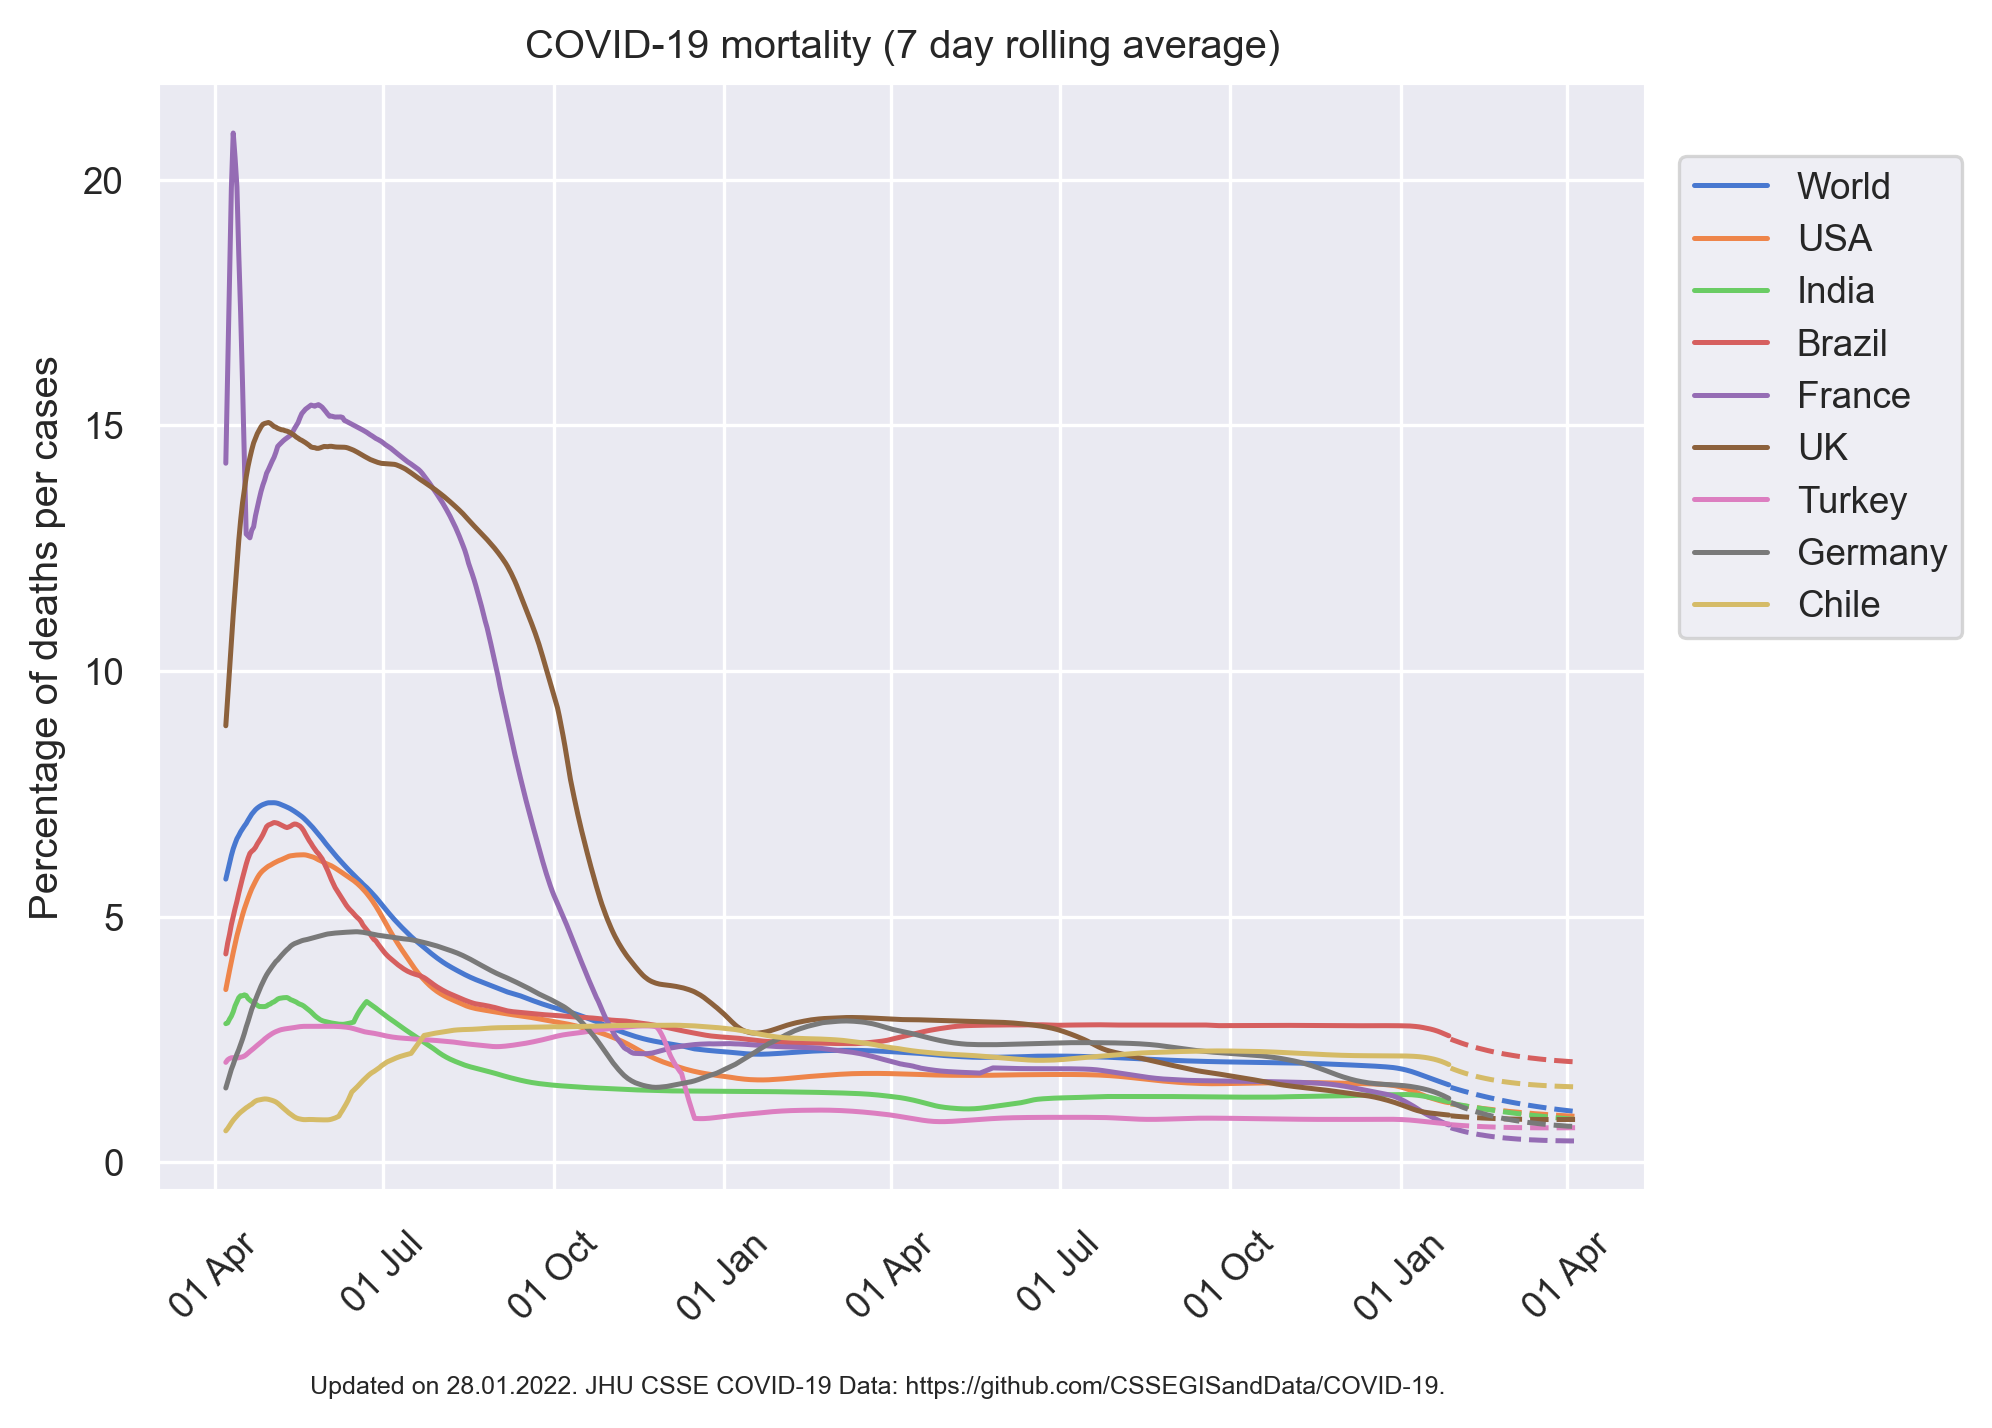 COVID-19 mortality (7 day rolling average)
Percentage of deaths per cases
20
15
10
5
0
01 Apr
01 Jul
01 Oct
01 Jan
01 Apr
01 Jul
01 Oct
01 Jan
01 Apr
World
USA
India
Brazil
France
UK
Turkey
Germany
Chile
Updated on 28.01.2022. JHU CSSE COVID-19 Data: https://github.com/CSSEGISandData/COVID-19.